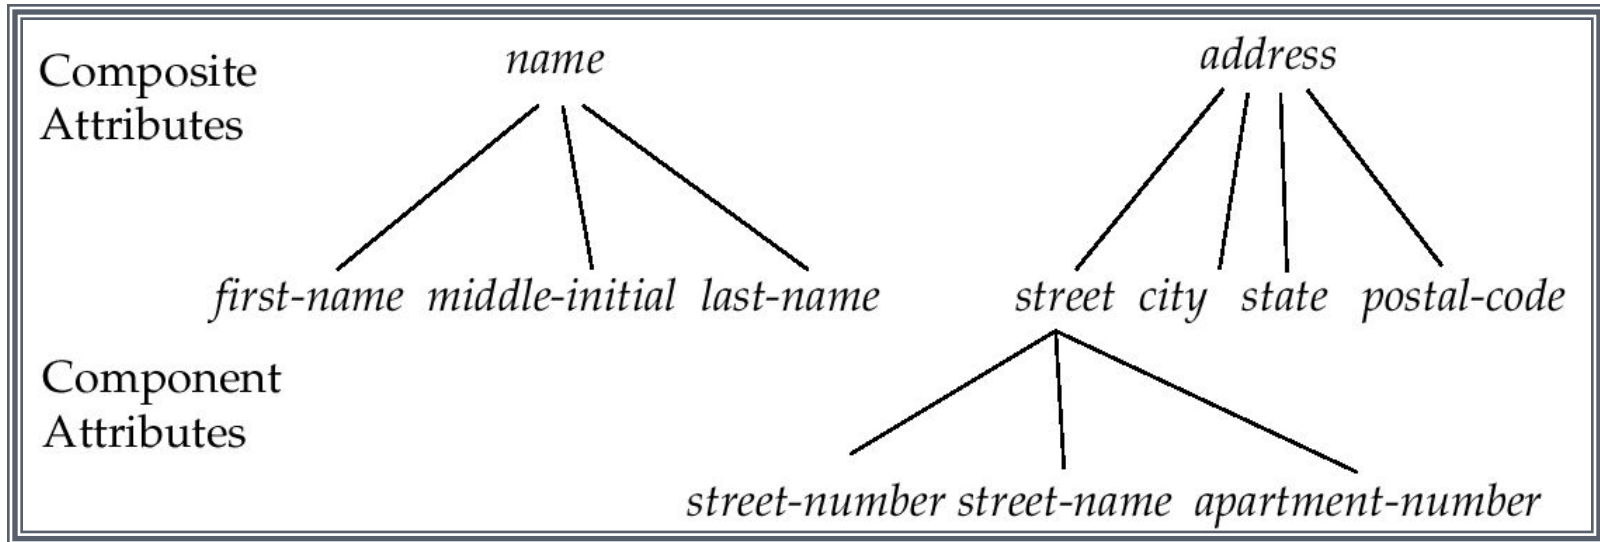 Composite
Attributes
name
address
first-name middle-initial last-name
street city state postal-code
Component
Attributes
street-number street-name apartment-number